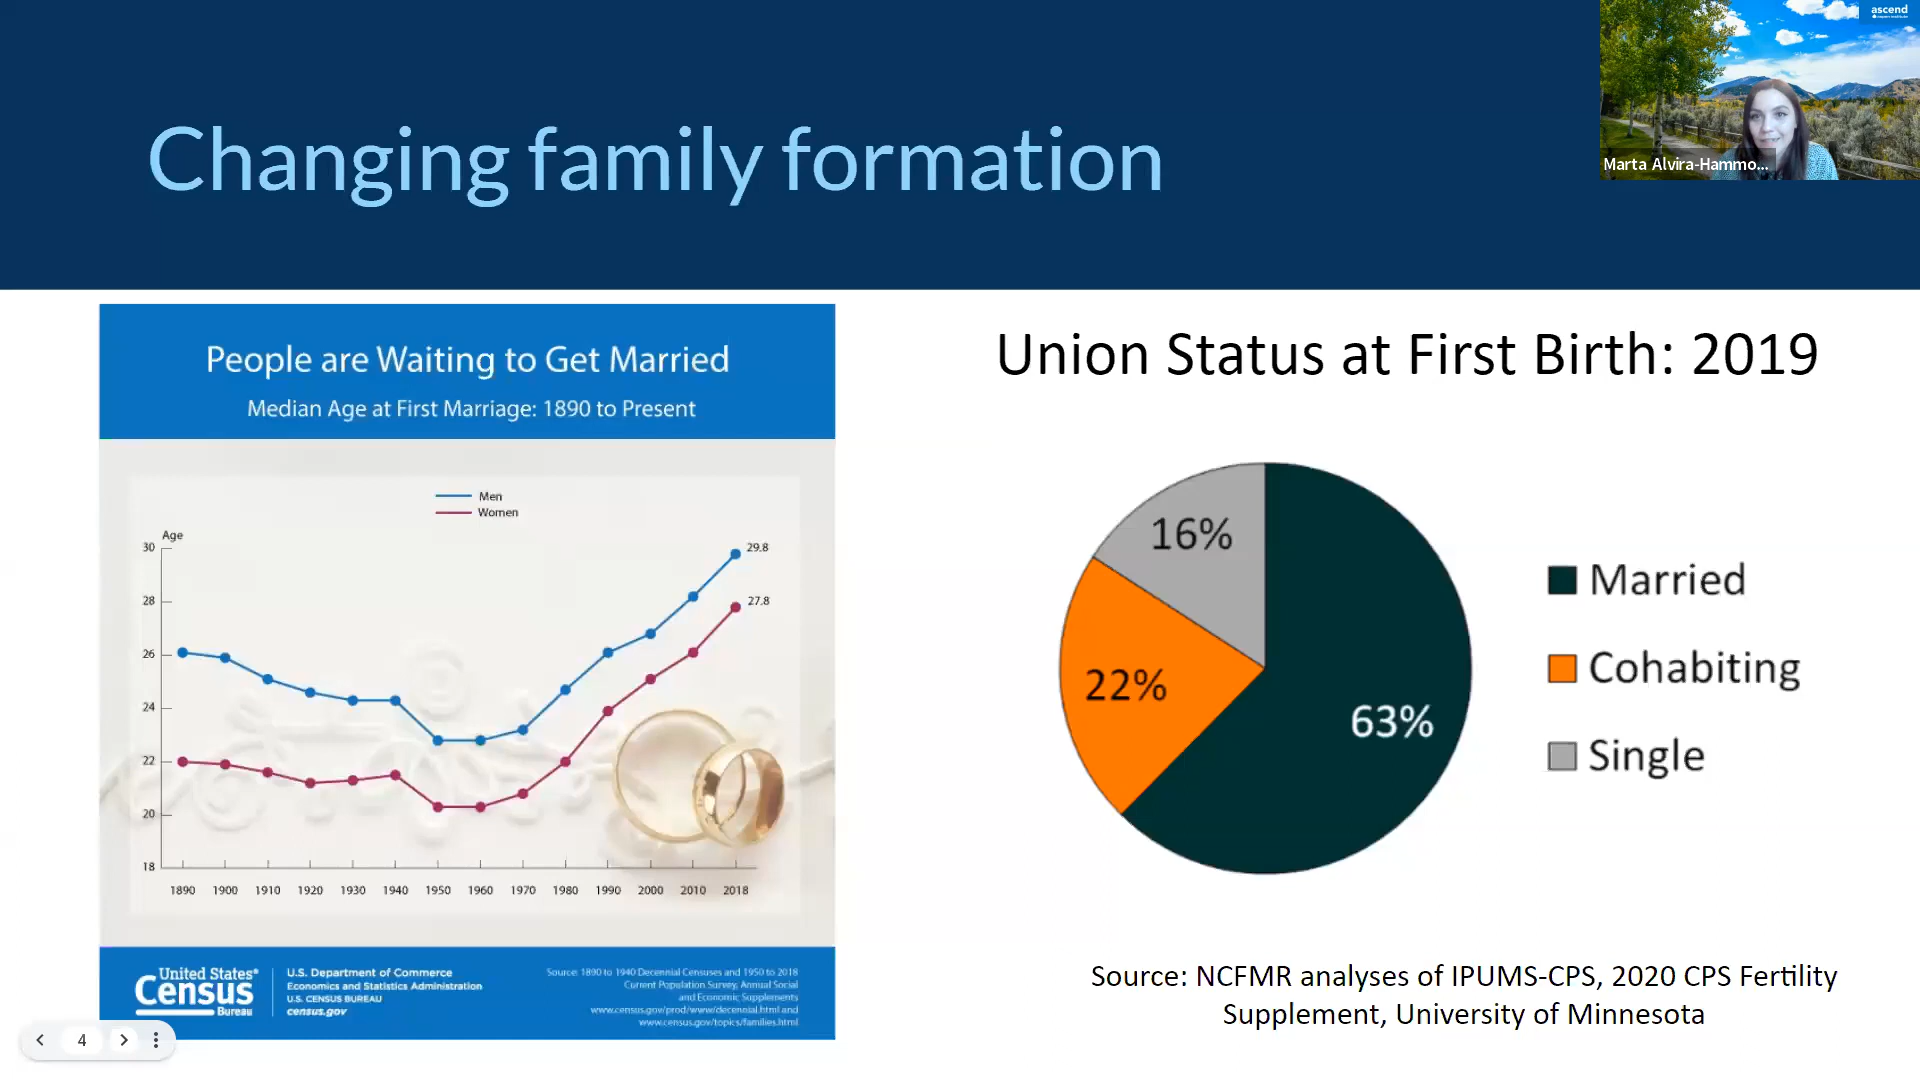 Changing family formation
ascend
Marta Alvira-Hammo...
People are Waiting to Get Married
Median Age at First Marriage: 1890 to Present
Men
Women
Age
30
28
26
24
22
20
18
29.8
27.8
1890 1900 1910 1920 1930 1940 1950 1960 1970 1980 1990 2000 2010 2018
United States®
Census
Bureau
U.S. Department of Commerce
Economics and Statistics Administration
U.S. CENSUS BUREAU
census.gov
Source: 1890 to 1940 Decennial Censuses and 1950 to 2018
Current Population Survey, Annual Social
and Economic Supplements
www.census.gov/prod/www/decennial.html and
www.census.gov/topics/families.html
Union Status at First Birth: 2019
16%
22%
63%
Married
Cohabiting
Single
Source: NCFMR analyses of IPUMS-CPS, 2020 CPS Fertility
Supplement, University of Minnesota
4